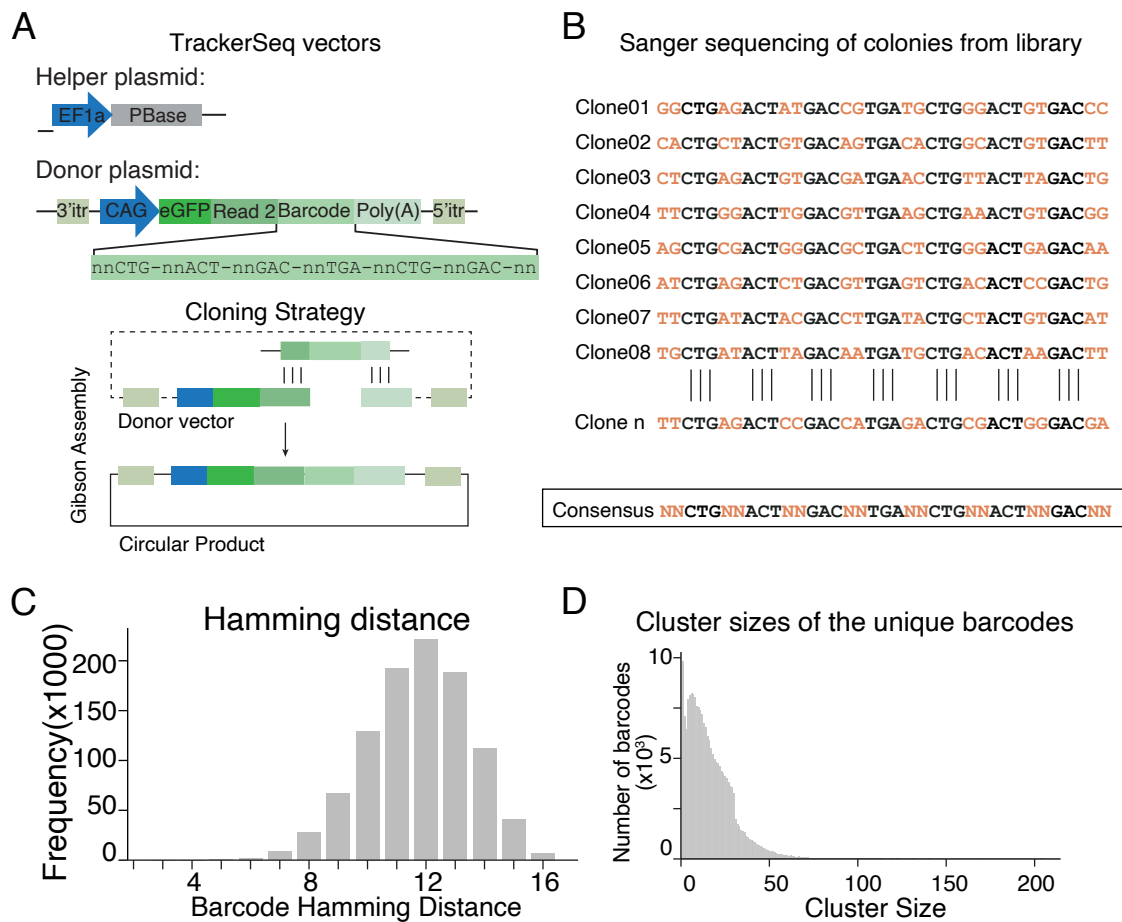 A
TrackerSeq vectors
Helper plasmid:
EF1a PBase
Donor plasmid:
3'itr CAG eGFP Read 2 Barcode Poly(A) 5'itr
nnCTG-nnACT-nnGAC-nnTGA-nnCTG-nnGAC-nn
Cloning Strategy
Gibson Assembly
Donor vector
Circular Product
B
Sanger sequencing of colonies from library
Clone01 GGCTGAGACTATGACCGTGATGCTGGGACTGTGACCC
Clone02 CACTGCTACTGTGACAGTGACACTGGCACTGTGACTT
Clone03 CTCTGAGACTGTGACGATGAACCTGTTACTTAGACTG
Clone04 TTCTGGGACTTGGACGTTGAAGCTGAAACTGTGACGG
Clone05 AGCTGCGACTGGGACGCTGACTCTGGGACTGAGACAA
Clone06 ATCTGAGACTCTGACGTTGAGTCTGACACTCCGACTG
Clone07 TTCTGATACTACGACCTTGATACTGCTACTGTGACAT
Clone08 TGCTGATACTTAGACAATGATGCTGACACTAAGACTT
Clone n TTCTGAGACTCCGACCATGAGACTGCGACTGGGACGA
Consensus NNCTGNNACTNNGACNNTGANNCTGNNACTNNGACNN
C
Hamming distance
Frequency(x1000)
200
150
100
50
0
4 8 12 16
Barcode Hamming Distance
D
Cluster sizes of the unique barcodes
Number of barcodes
(x10³)
10
5
0
0 50 100 150 200
Cluster Size